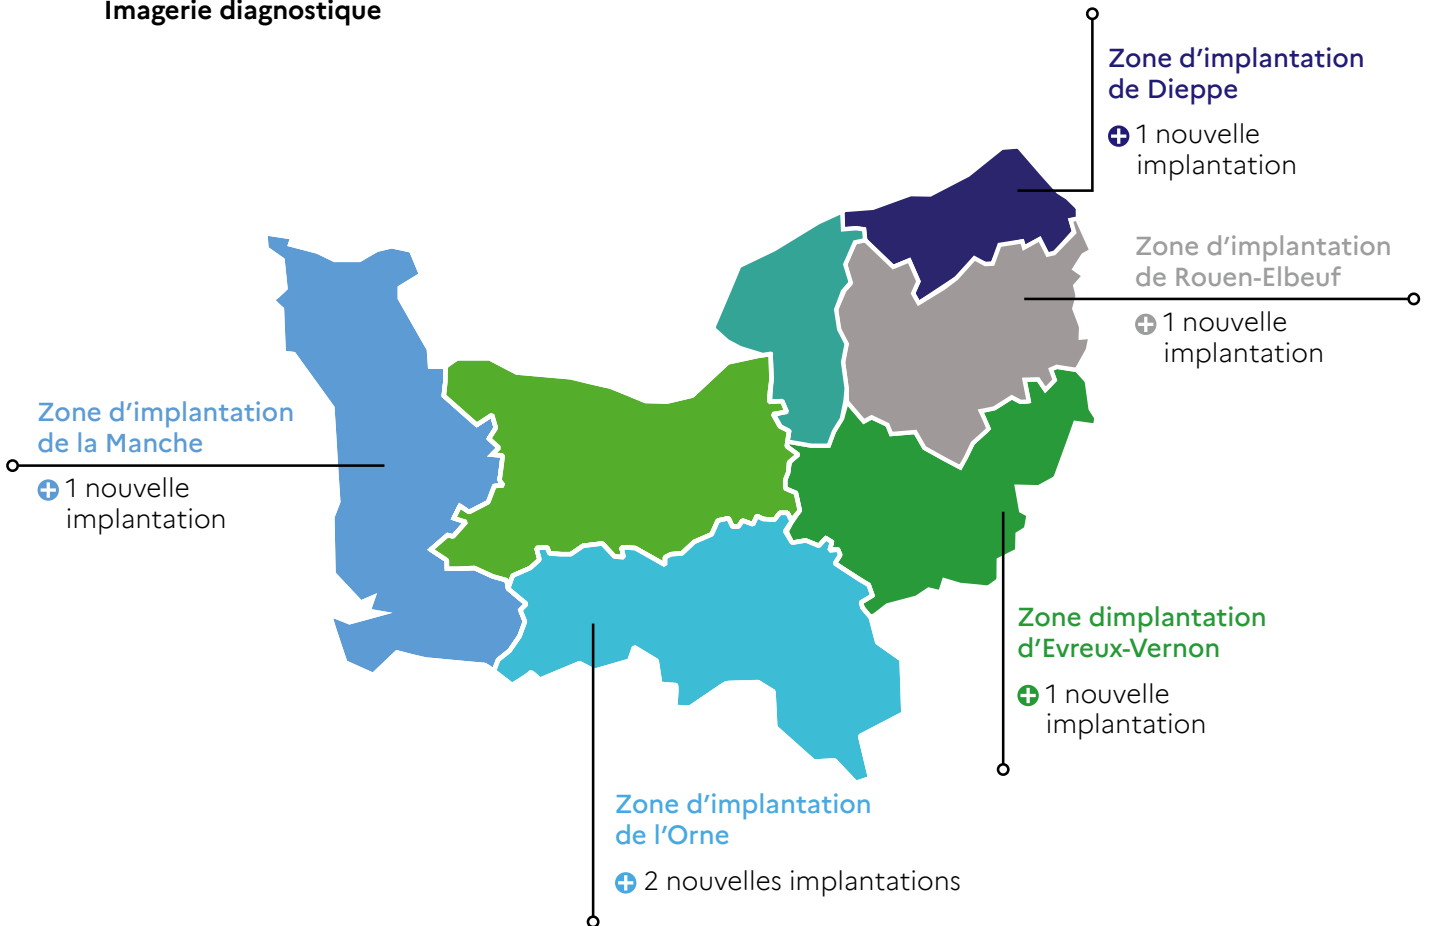 Imagerie diagnostique
Zone d’implantation
de Dieppe
1 nouvelle
implantation
Zone d’implantation
de Rouen-Elbeuf
1 nouvelle
implantation
Zone d’implantation
de la Manche
1 nouvelle
implantation
Zone dimplantation
d’Evreux-Vernon
1 nouvelle
implantation
Zone d’implantation
de l’Orne
2 nouvelles implantations